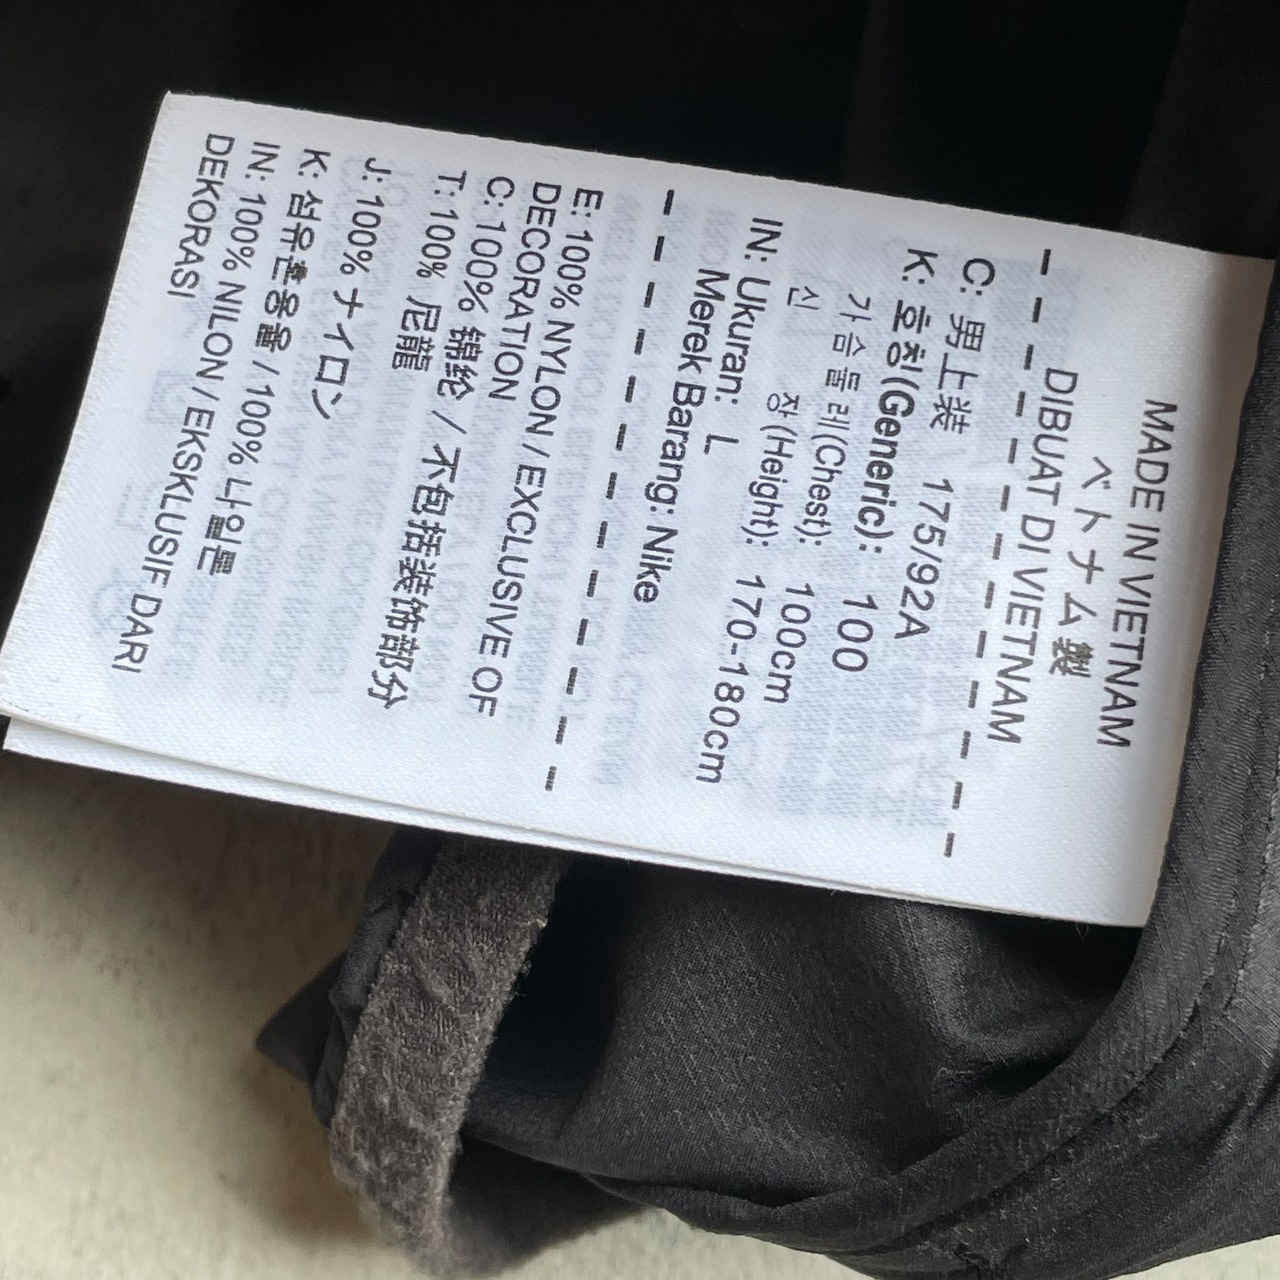 MADE IN VIETNAM
ベトナム製
DIBUAT DI VIETNAM
C: 男上装 175/92A
K: 호칭(Generic): 100
가슴둘레(Chest): 100cm
신 장(Height): 170-180cm
IN: Ukuran: L
Merek Barang: Nike
E: 100% NYLON / EXCLUSIVE OF
DECORATION
C: 100% 锦纶 / 不包括装饰部分
T: 100% 尼龍
J: 100% ナイロン
K: 섬유혼용율 / 100% 나일론
IN: 100% NILON / EKSKLUSIF DARI
DEKORASI